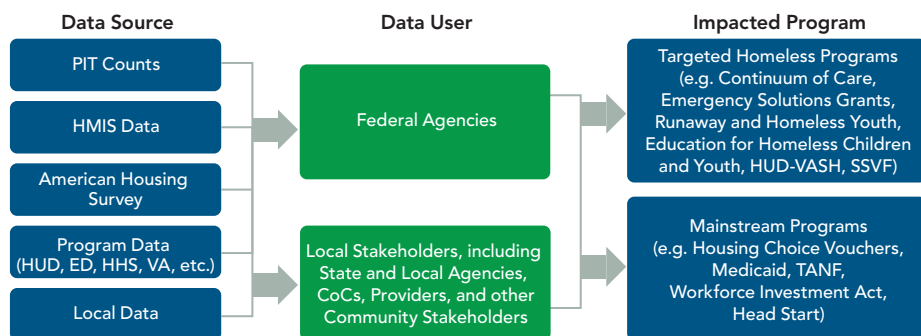 Data Source
Data User
Impacted Program
PIT Counts
HMIS Data
American Housing
Survey
Program Data
(HUD, ED, HHS, VA, etc.)
Local Data
Federal Agencies
Local Stakeholders, including
State and Local Agencies,
CoCs, Providers, and other
Community Stakeholders
Targeted Homeless Programs
(e.g. Continuum of Care,
Emergency Solutions Grants,
Runaway and Homeless Youth,
Education for Homeless Children
and Youth, HUD-VASH, SSVF)
Mainstream Programs
(e.g. Housing Choice Vouchers,
Medicaid, TANF,
Workforce Investment Act,
Head Start)